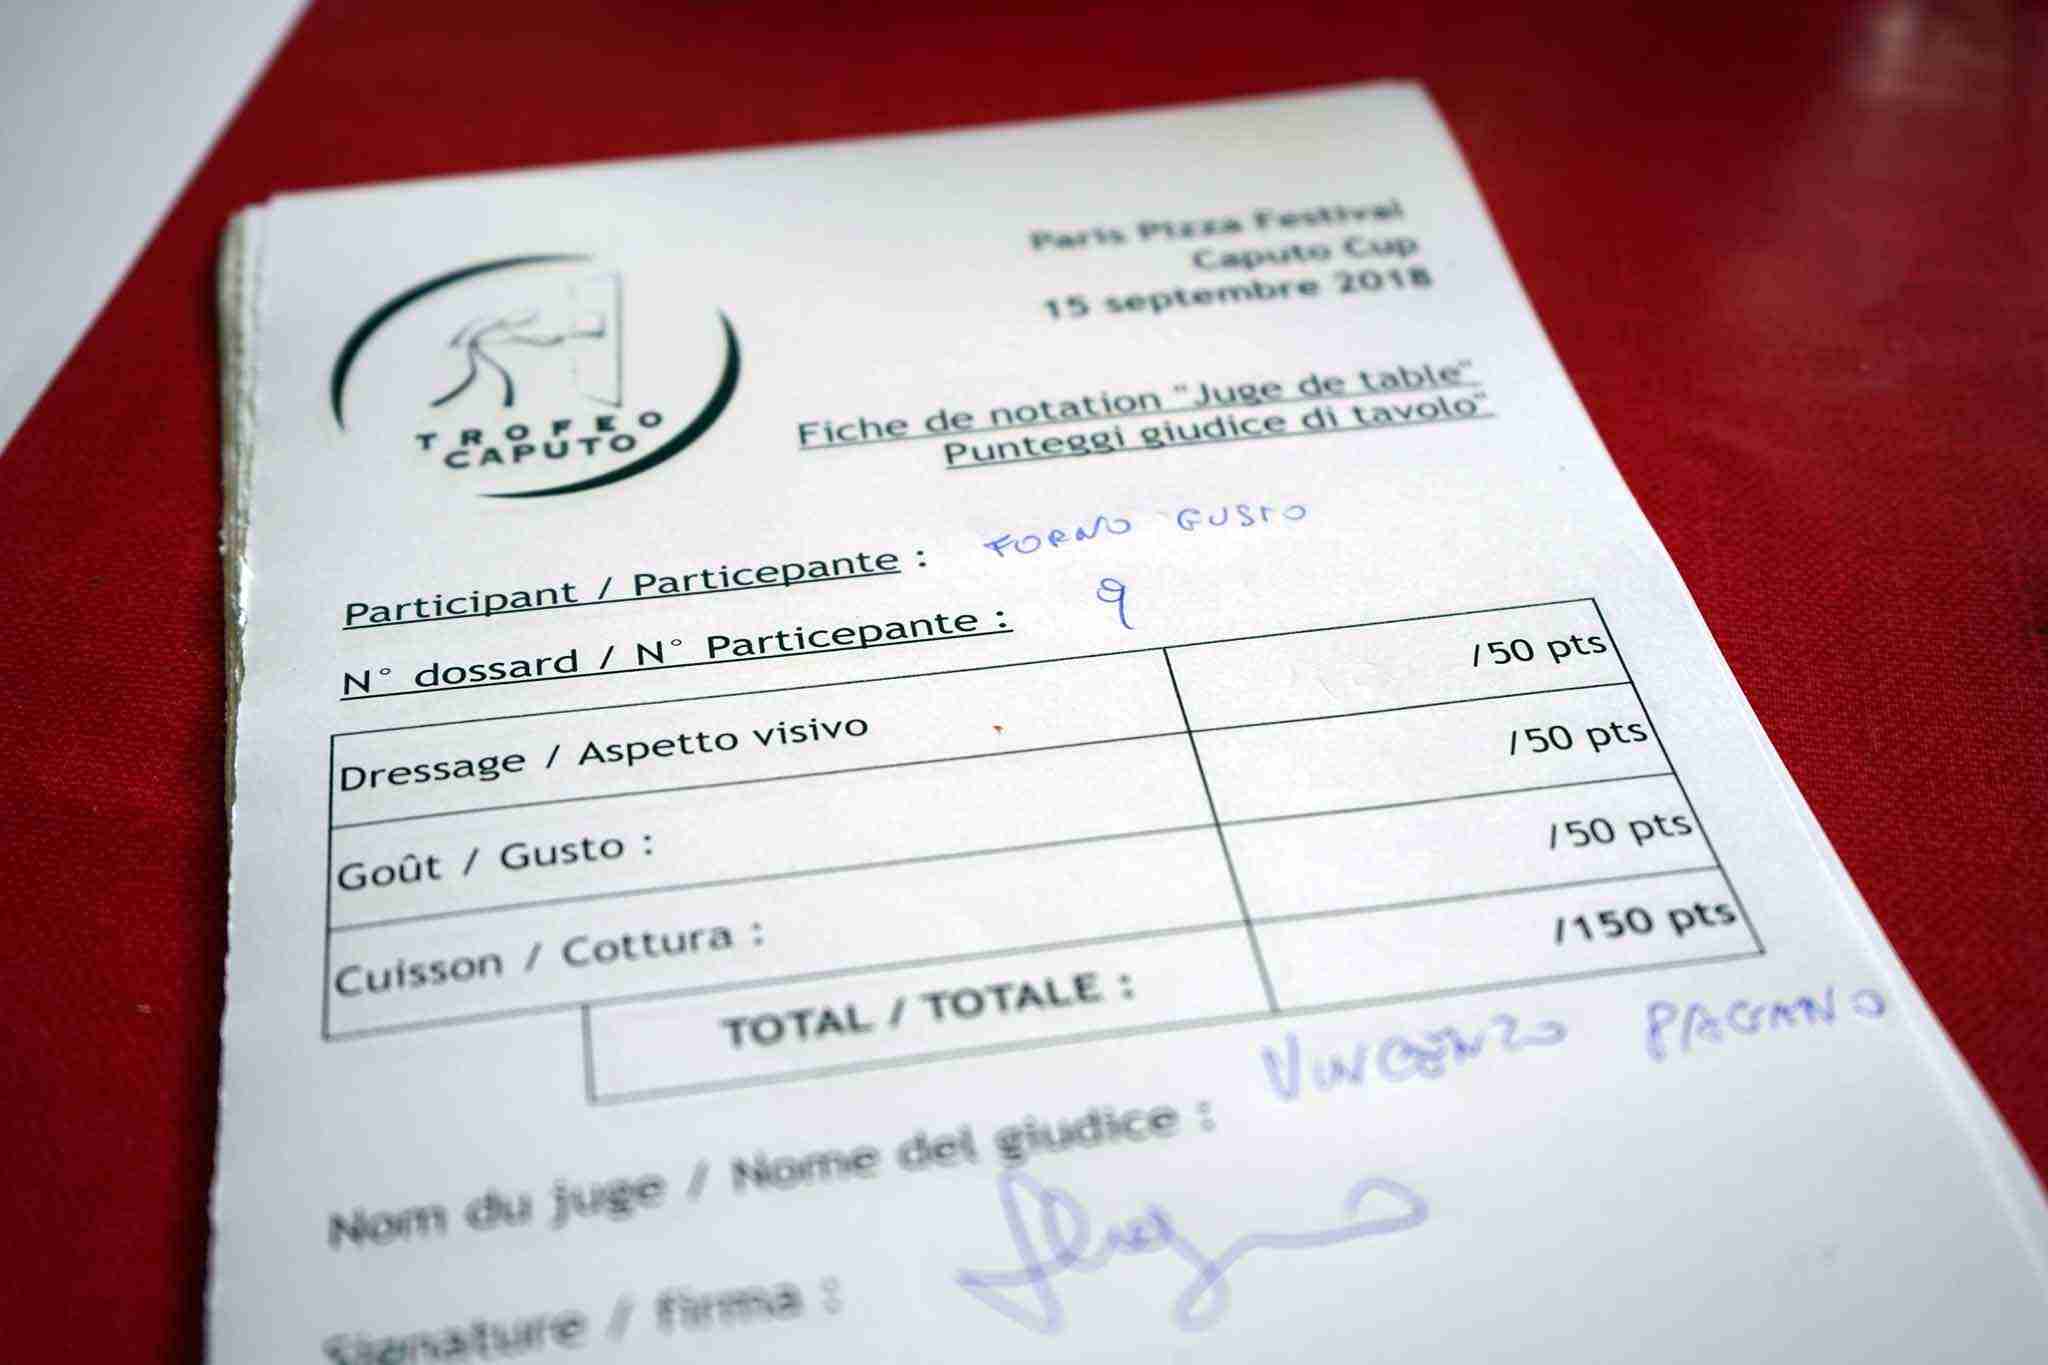 TROFEO
CAPUTO
Paris Pizza Festival
Caputo Cup
15 septembre 2018
Fiche de notation "Juge de table"
Punteggi giudice di tavolo"
Participant / Particepante : FORNO GUSTO
N° dossard / N° Particepante : 9
Dressage / Aspetto visivo /50 pts
Goût / Gusto : /50 pts
Cuisson / Cottura : /50 pts
TOTAL / TOTALE : /150 pts
Nom du juge / Nome del giudice : VINCENZO PAGANO
Signature / firma :